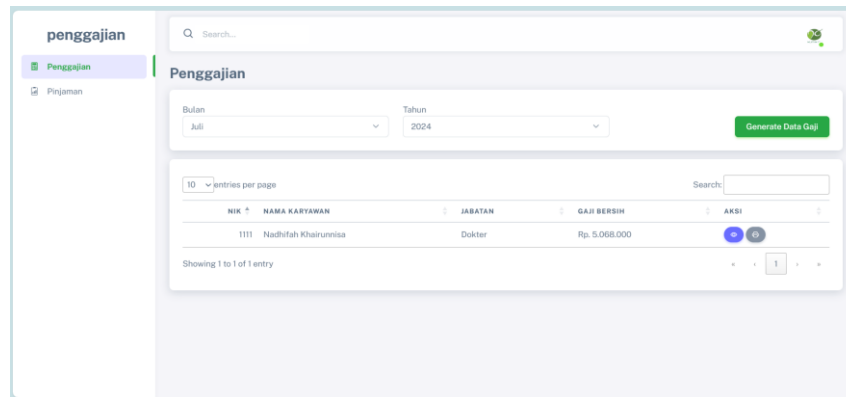 penggajian
Penggajian
Pinjaman
Search...
Penggajian
Bulan
Tahun
Juli
2024
Generate Data Gaji
10 entries per page
Search:
NIK NAMA KARYAWAN JABATAN GAJI BERSIH AKSI
1111 Nadhifah Khairunnisa Dokter Rp. 5.068.000
Showing 1 to 1 of 1 entry
« ‹ 1 › »